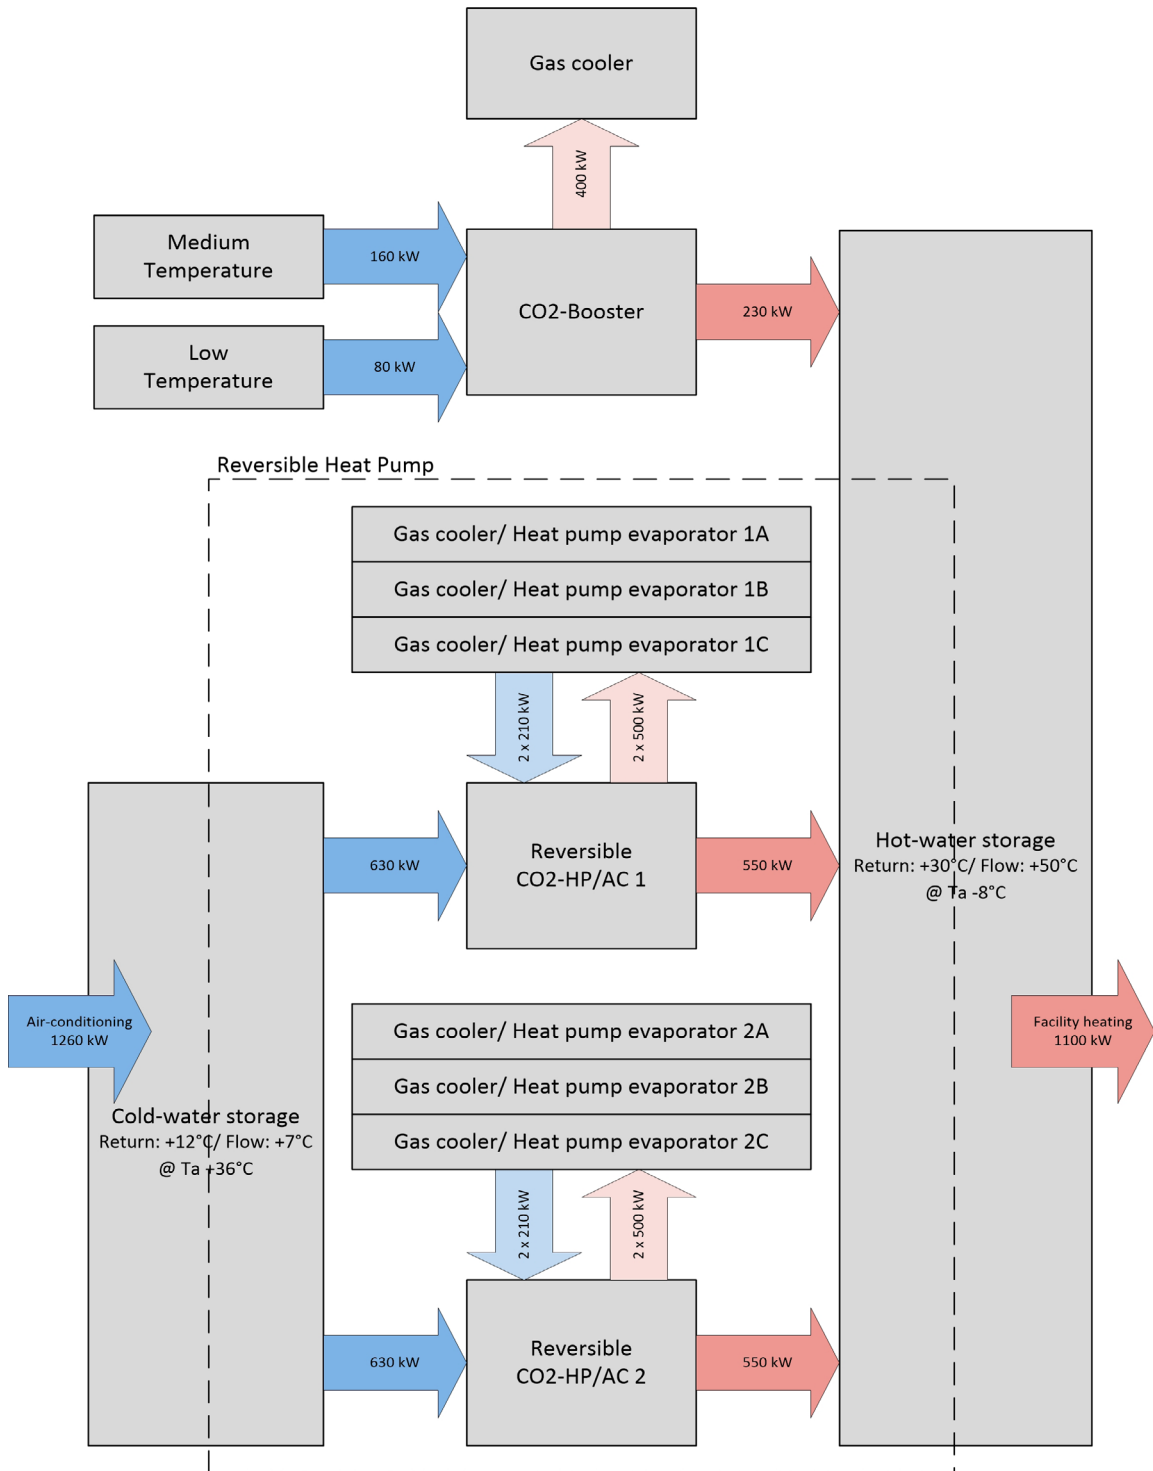 Gas cooler
400 kW
Medium
Temperature
160 kW
CO2-Booster
230 kW
Low
Temperature
80 kW
Reversible Heat Pump
Gas cooler/ Heat pump evaporator 1A
Gas cooler/ Heat pump evaporator 1B
Gas cooler/ Heat pump evaporator 1C
2 x 210 kW
2 x 500 kW
630 kW
Reversible
CO2-HP/AC 1
550 kW
Hot-water storage
Return: +30°C/ Flow: +50°C
@ Ta -8°C
Air-conditioning
1260 kW
Facility heating
1100 kW
Gas cooler/ Heat pump evaporator 2A
Gas cooler/ Heat pump evaporator 2B
Gas cooler/ Heat pump evaporator 2C
Cold-water storage
Return: +12°C/ Flow: +7°C
@ Ta +36°C
2 x 210 kW
2 x 500 kW
630 kW
Reversible
CO2-HP/AC 2
550 kW